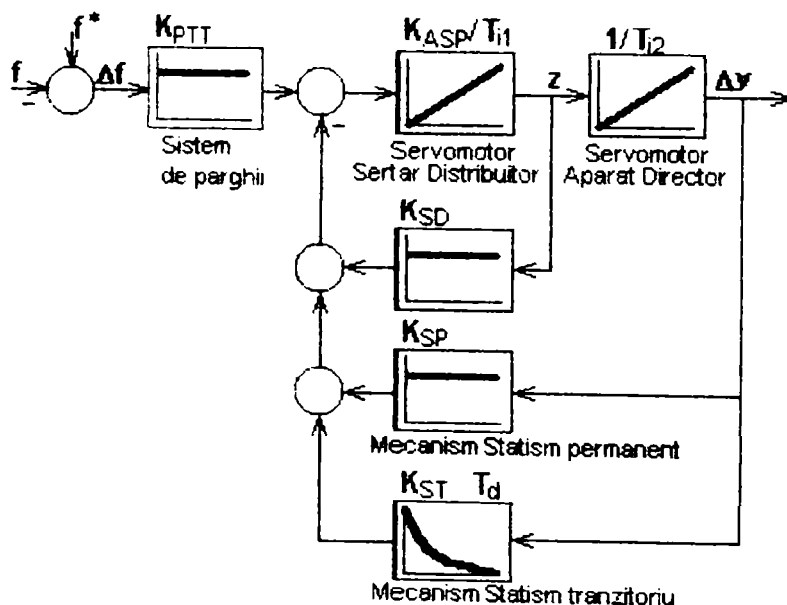 f*
K_PTT
K_ASP/T_i1
1/T_i2
f
Δf
z
Δy
-
-
Sistem
de parghii
Servomotor
Sertar Distribuitor
Servomotor
Aparat Director
K_SD
K_SP
Mecanism Statism permanent
K_ST T_d
Mecanism Statism tranzitoriu